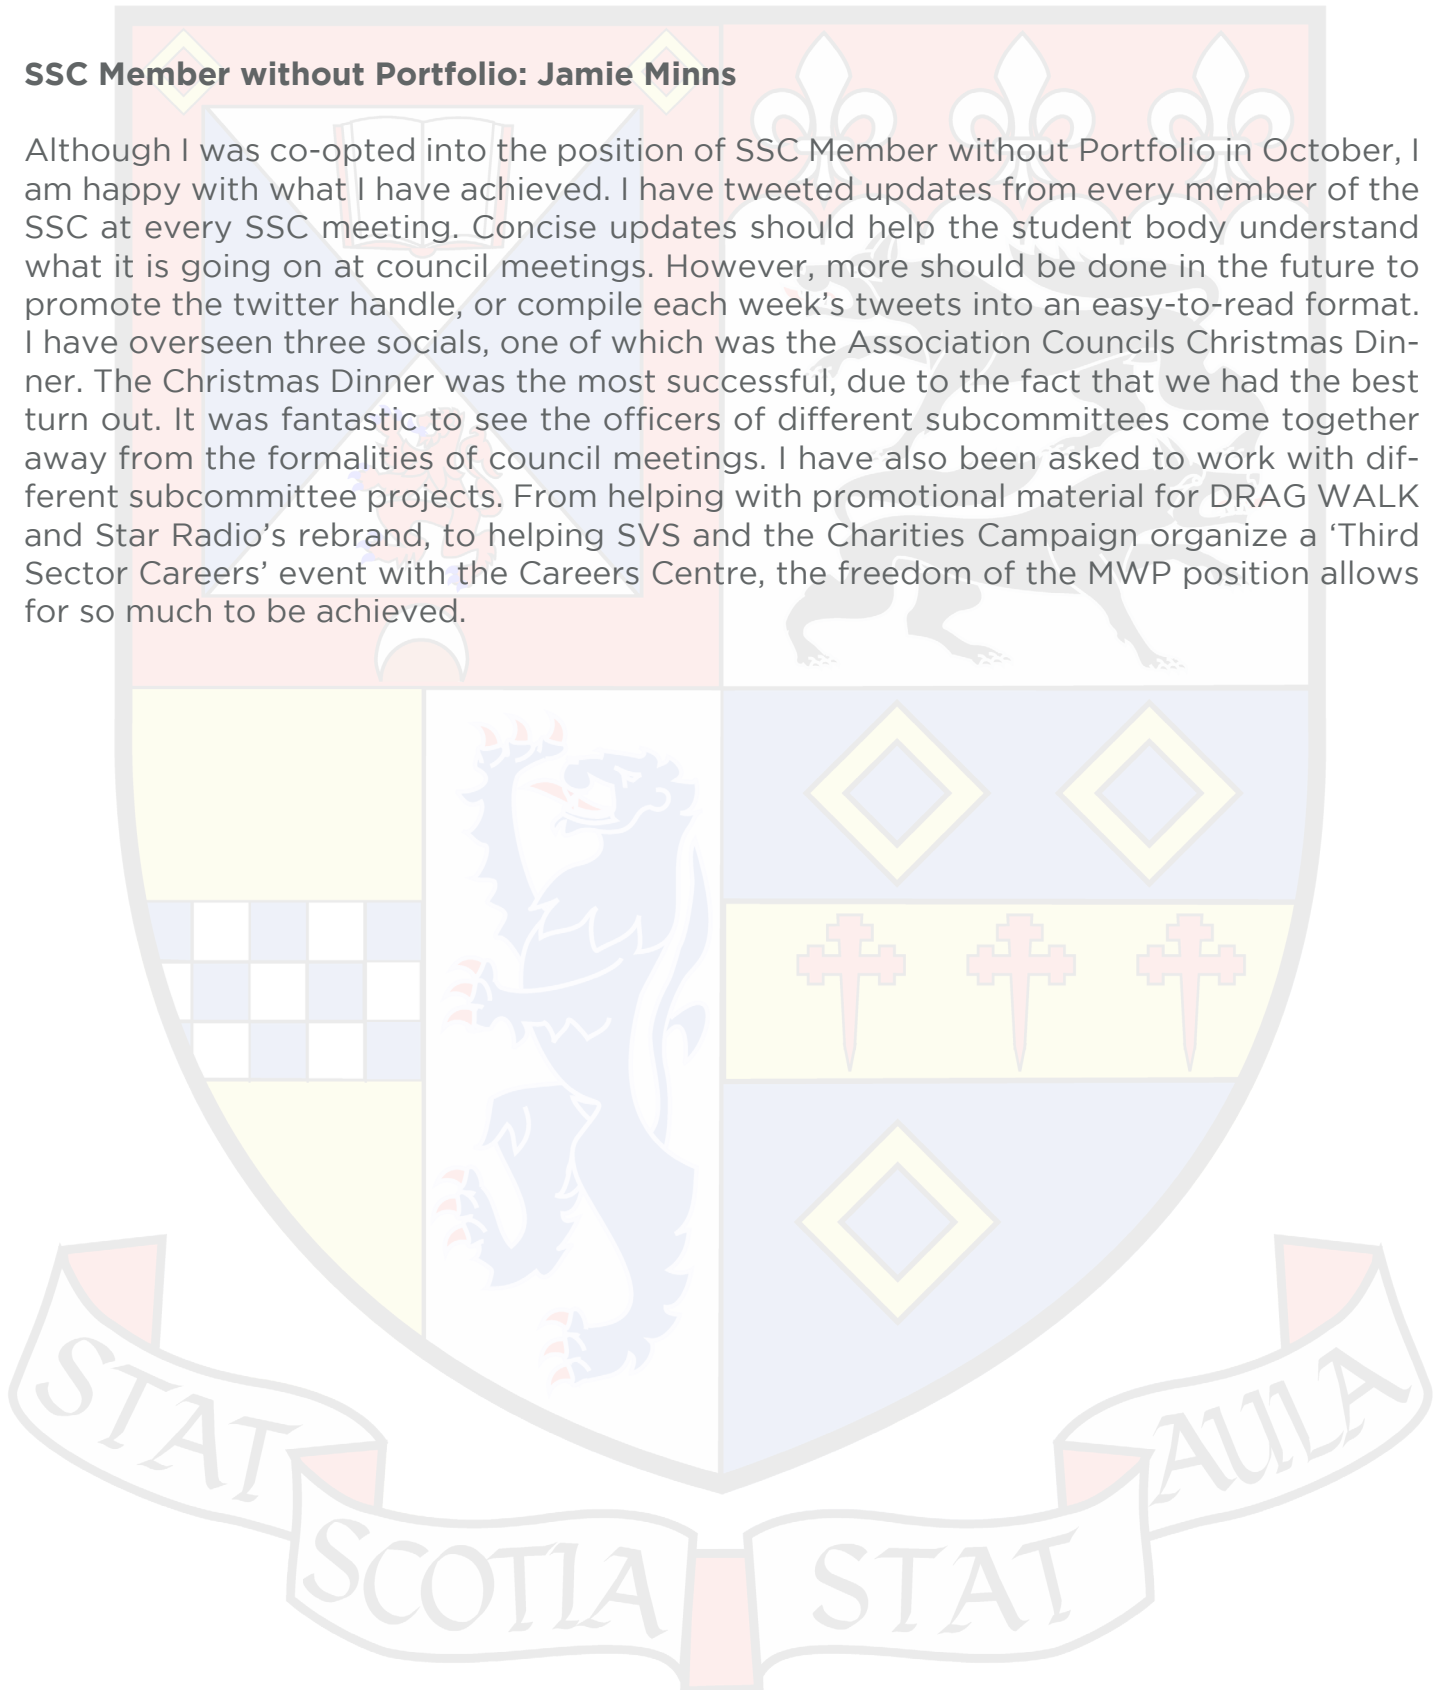 SSC Member without Portfolio: Jamie Minns
Although I was co-opted into the position of SSC Member without Portfolio in October, I
am happy with what I have achieved. I have tweeted updates from every member of the
SSC at every SSC meeting. Concise updates should help the student body understand
what it is going on at council meetings. However, more should be done in the future to
promote the twitter handle, or compile each week’s tweets into an easy-to-read format.
I have overseen three socials, one of which was the Association Councils Christmas Din-
ner. The Christmas Dinner was the most successful, due to the fact that we had the best
turn out. It was fantastic to see the officers of different subcommittees come together
away from the formalities of council meetings. I have also been asked to work with dif-
ferent subcommittee projects. From helping with promotional material for DRAG WALK
and Star Radio’s rebrand, to helping SVS and the Charities Campaign organize a ‘Third
Sector Careers’ event with the Careers Centre, the freedom of the MWP position allows
for so much to be achieved.
STAT SCOTIA STAT AULA